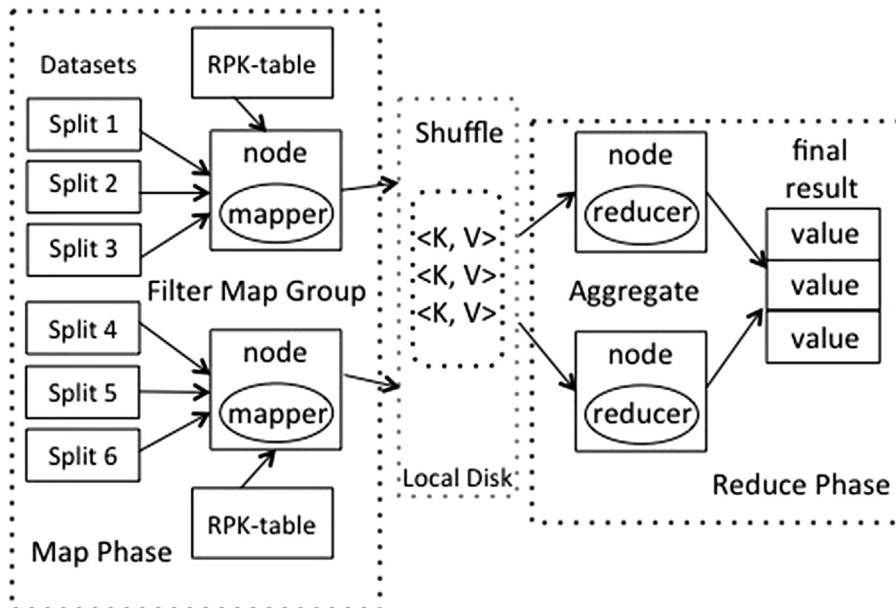 Datasets
RPK-table
Split 1
Split 2
Split 3
node
mapper
Filter Map Group
Split 4
Split 5
Split 6
node
mapper
RPK-table
Map Phase
Shuffle
<K, V>
<K, V>
<K, V>
Local Disk
node
reducer
Aggregate
node
reducer
final
result
value
value
value
Reduce Phase